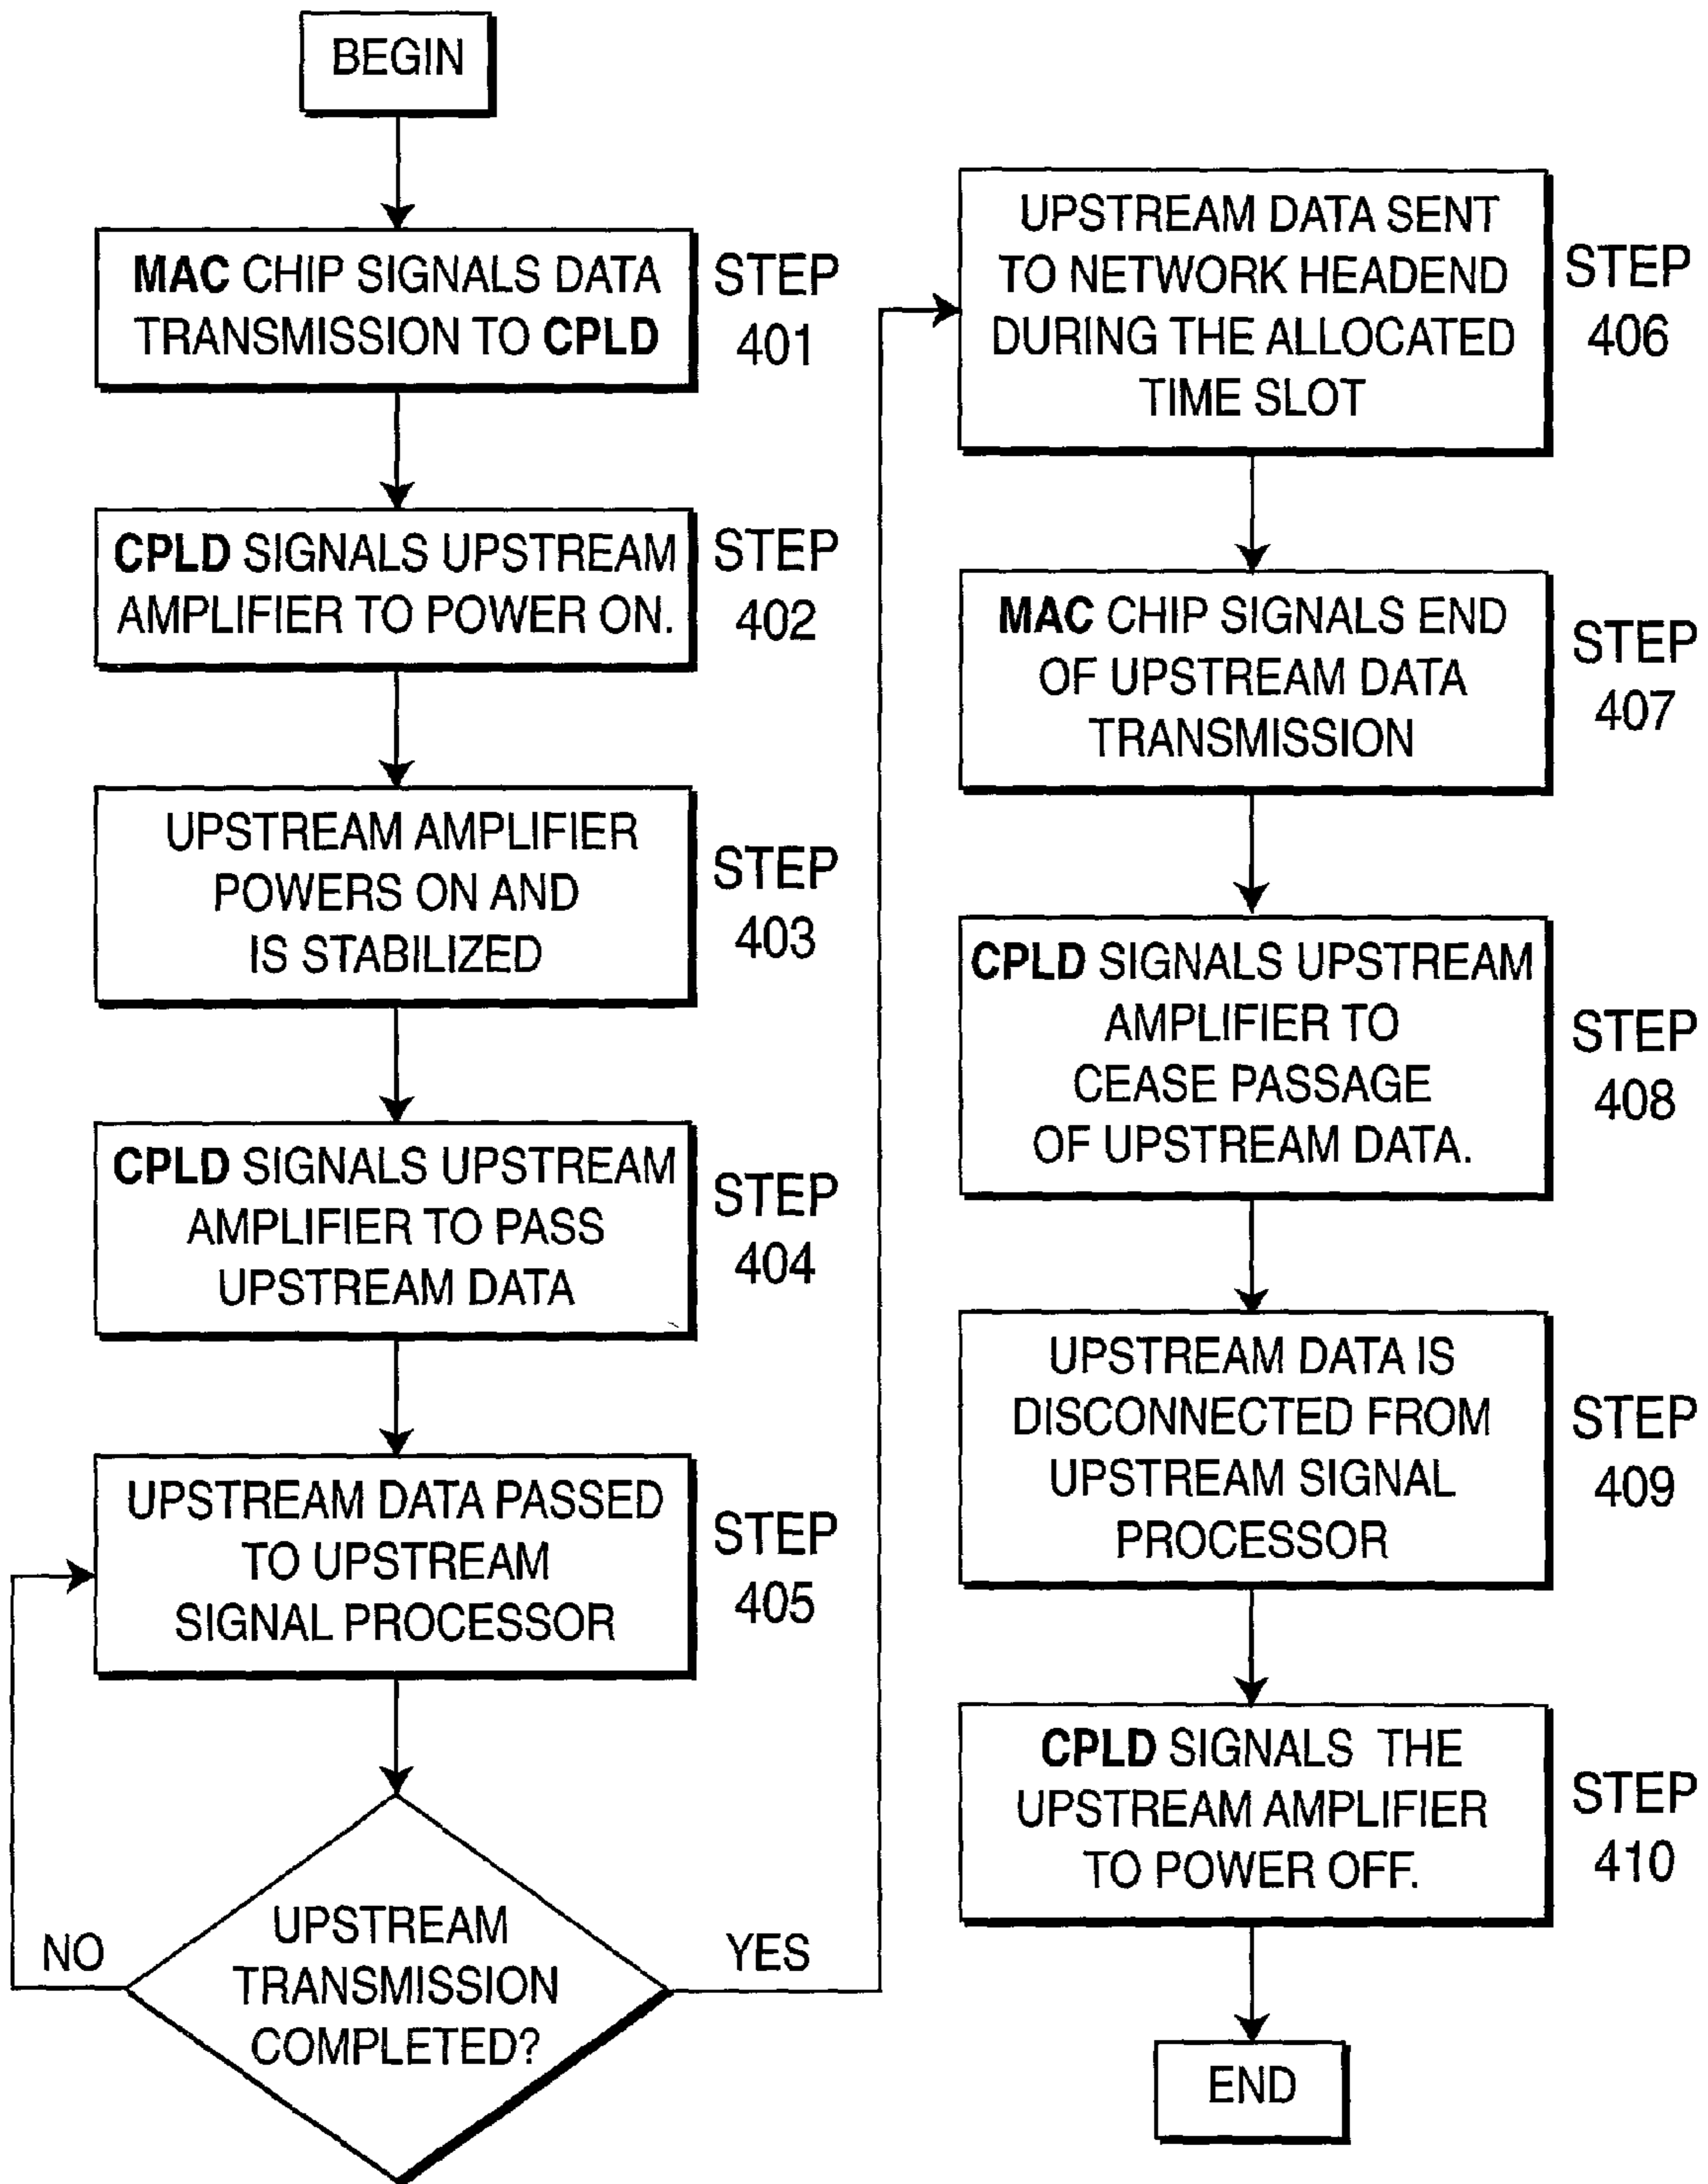 BEGIN
MAC CHIP SIGNALS DATA
TRANSMISSION TO CPLD
STEP
401
CPLD SIGNALS UPSTREAM
AMPLIFIER TO POWER ON.
STEP
402
UPSTREAM AMPLIFIER
POWERS ON AND
IS STABILIZED
STEP
403
CPLD SIGNALS UPSTREAM
AMPLIFIER TO PASS
UPSTREAM DATA
STEP
404
UPSTREAM DATA PASSED
TO UPSTREAM
SIGNAL PROCESSOR
STEP
405
UPSTREAM
TRANSMISSION
COMPLETED?
NO
YES
UPSTREAM DATA SENT
TO NETWORK HEADEND
DURING THE ALLOCATED
TIME SLOT
STEP
406
MAC CHIP SIGNALS END
OF UPSTREAM DATA
TRANSMISSION
STEP
407
CPLD SIGNALS UPSTREAM
AMPLIFIER TO
CEASE PASSAGE
OF UPSTREAM DATA.
STEP
408
UPSTREAM DATA IS
DISCONNECTED FROM
UPSTREAM SIGNAL
PROCESSOR
STEP
409
CPLD SIGNALS THE
UPSTREAM AMPLIFIER
TO POWER OFF.
STEP
410
END